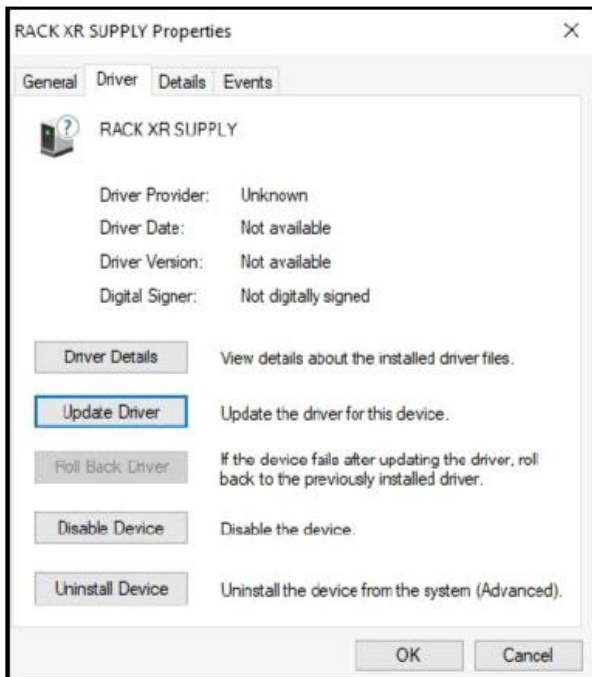 RACK XR SUPPLY Properties
General Driver Details Events
RACK XR SUPPLY
Driver Provider: Unknown
Driver Date: Not available
Driver Version: Not available
Digital Signer: Not digitally signed
Driver Details View details about the installed driver files.
Update Driver Update the driver for this device.
Roll Back Driver If the device fails after updating the driver, roll
back to the previously installed driver.
Disable Device Disable the device.
Uninstall Device Uninstall the device from the system (Advanced).
OK Cancel